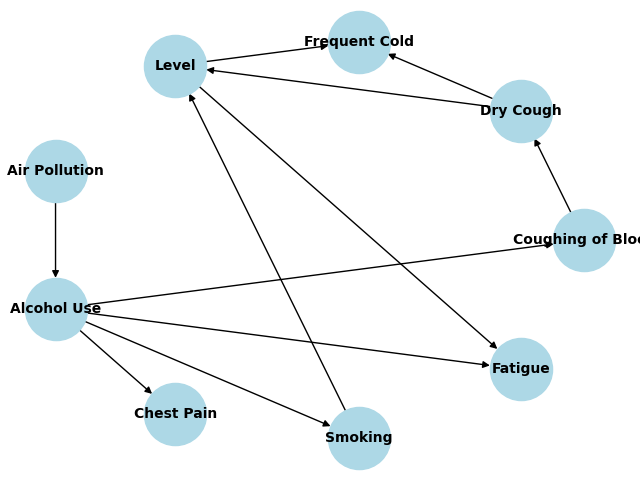 Frequent Cold
Level
Dry Cough
Air Pollution
Coughing of Bloo
Alcohol Use
Fatigue
Chest Pain
Smoking